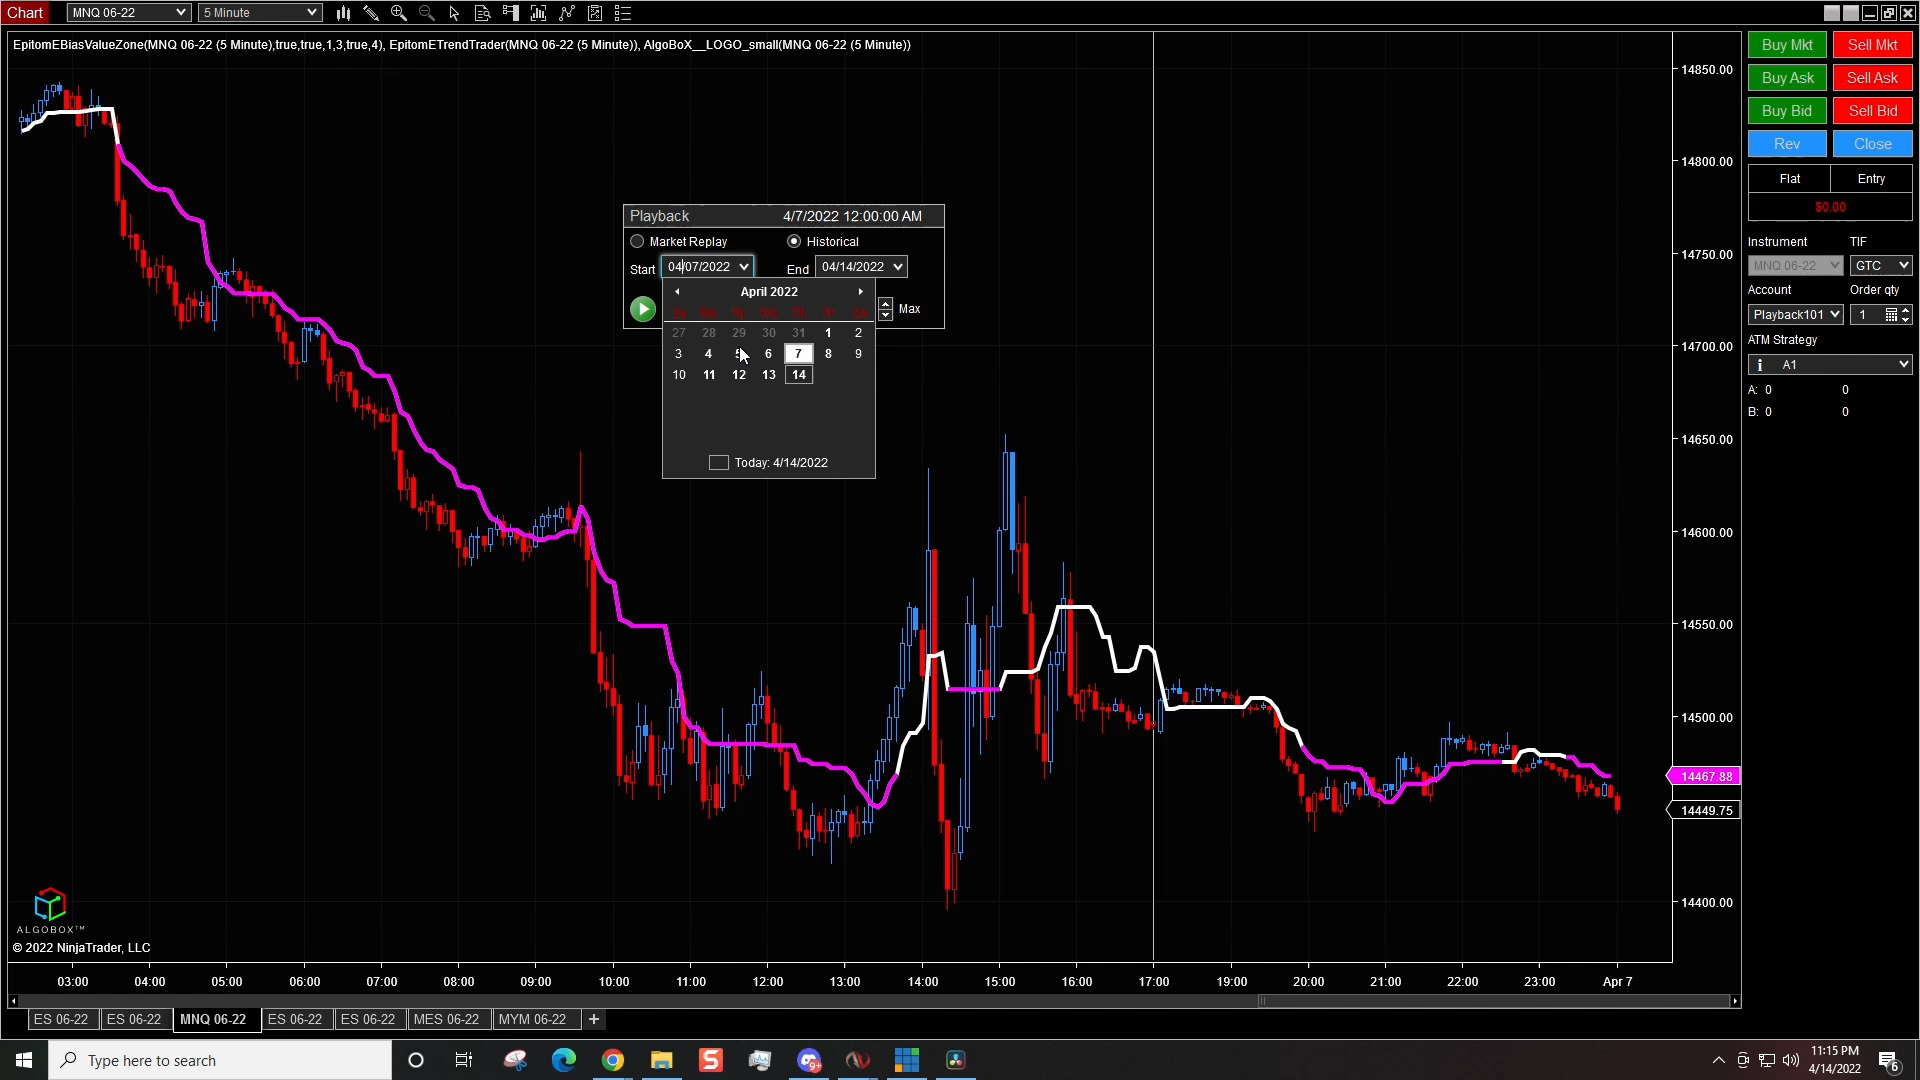 Chart
MNQ 06-22
5 Minute
EpitomEBiasValueZone(MNQ 06-22 (5 Minute),true,true,1,3,true,4), EpitomETrendTrader(MNQ 06-22 (5 Minute)), AlgoBoX__LOGO_small(MNQ 06-22 (5 Minute))
14850.00
14800.00
14750.00
14700.00
14650.00
14600.00
14550.00
14500.00
14467.88
14449.75
14400.00
Buy Mkt Sell Mkt
Buy Ask Sell Ask
Buy Bid Sell Bid
Rev Close
Flat Entry
$0.00
Instrument TIF
MNQ 06-22 GTC
Account Order qty
Playback101 1
ATM Strategy
i A1
A: 0 0
B: 0 0
Playback 4/7/2022 12:00:00 AM
Market Replay Historical
Start 04/07/2022 End 04/14/2022
Max
April 2022
27 28 29 30 31 1 2
3 4 5 6 7 8 9
10 11 12 13 14
Today: 4/14/2022
ALGOBOX™
© 2022 NinjaTrader, LLC
03:00 04:00 05:00 06:00 07:00 08:00 09:00 10:00 11:00 12:00 13:00 14:00 15:00 16:00 17:00 19:00 20:00 21:00 22:00 23:00 Apr 7
ES 06-22 ES 06-22 MNQ 06-22 ES 06-22 ES 06-22 MES 06-22 MYM 06-22 +
Type here to search
9+
11:15 PM
4/14/2022
6